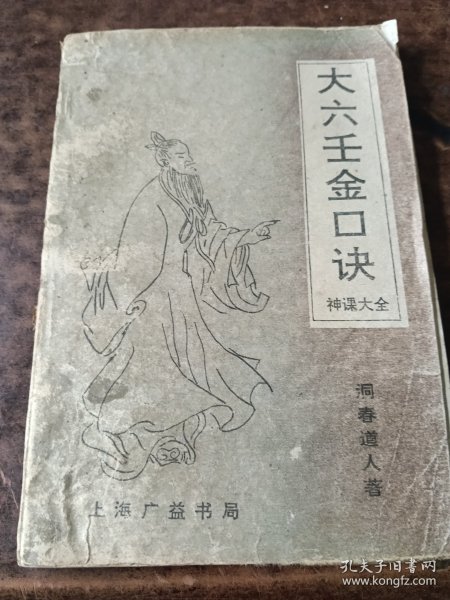 大六壬金口诀
神课大全
洞春道人著
上海广益书局
孔夫子旧书网
www.kongfz.com